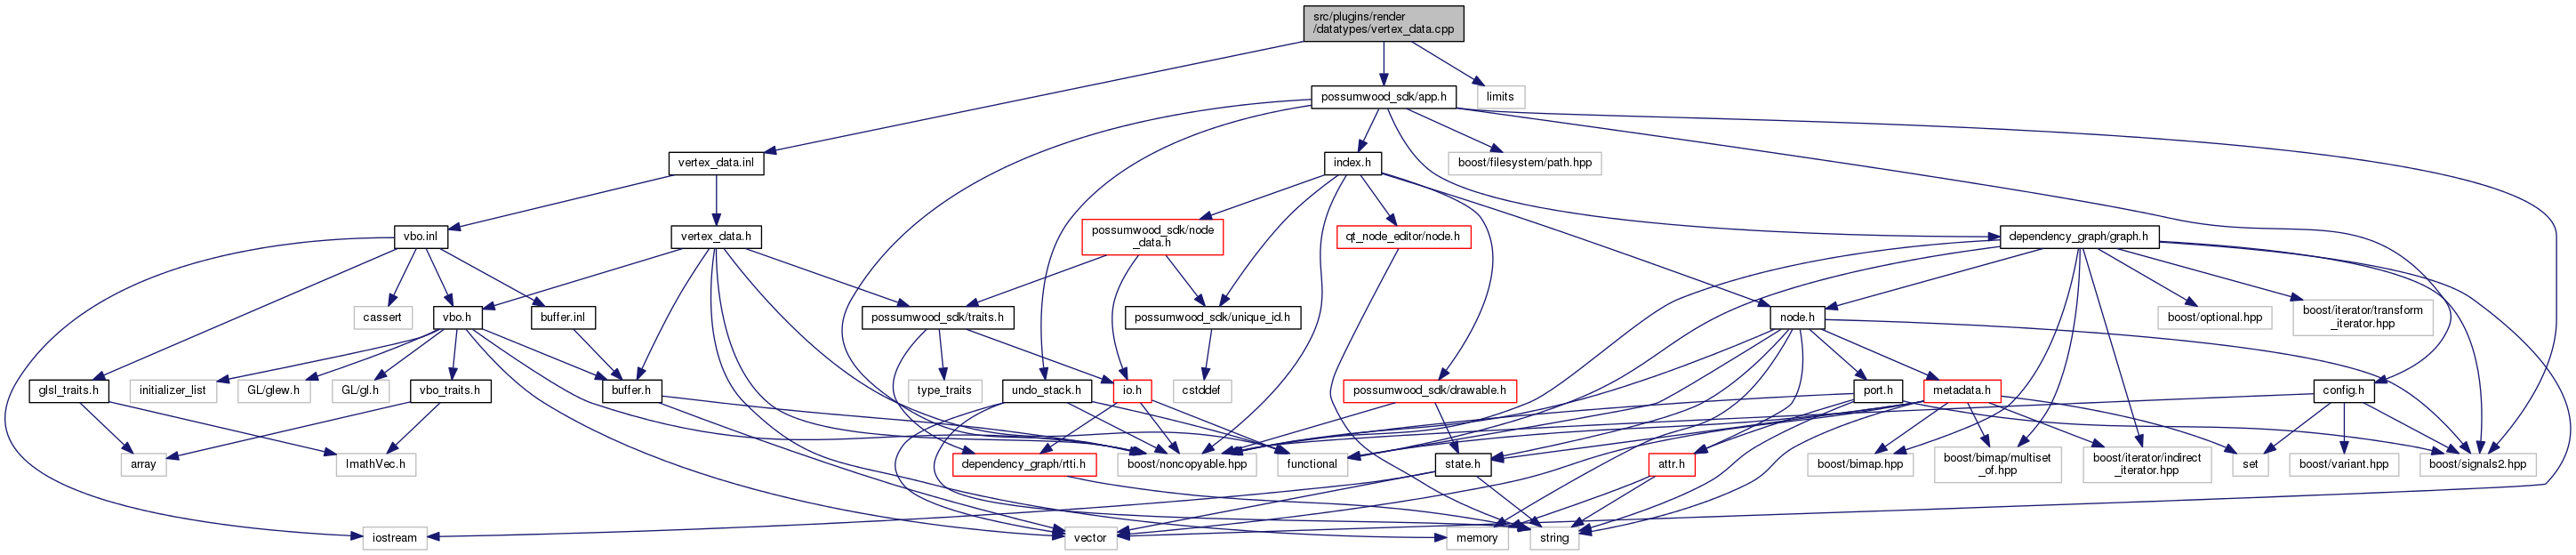 src/plugins/render
/datatypes/vertex_data.cpp
possumwood_sdk/app.h
limits
vertex_data.inl
index.h
boost/filesystem/path.hpp
vbo.inl
vertex_data.h
possumwood_sdk/node
_data.h
qt_node_editor/node.h
dependency_graph/graph.h
cassert
vbo.h
buffer.inl
possumwood_sdk/traits.h
possumwood_sdk/unique_id.h
node.h
boost/optional.hpp
boost/iterator/transform
_iterator.hpp
glsl_traits.h
initializer_list
GL/glew.h
GL/gl.h
vbo_traits.h
buffer.h
type_traits
undo_stack.h
io.h
cstddef
possumwood_sdk/drawable.h
port.h
metadata.h
config.h
array
ImathVec.h
boost/noncopyable.hpp
dependency_graph/rtti.h
functional
state.h
attr.h
boost/bimap.hpp
boost/bimap/multiset
_of.hpp
boost/iterator/indirect
_iterator.hpp
set
boost/variant.hpp
boost/signals2.hpp
iostream
vector
memory
string